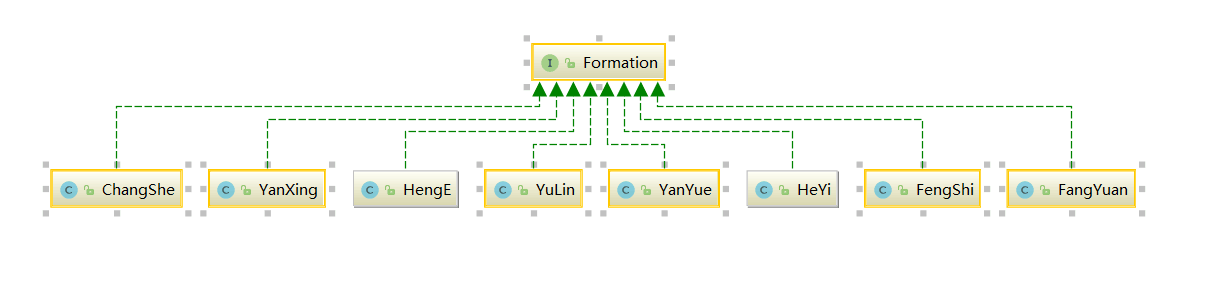 I Formation
C ChangShe
C YanXing
C HengE
C YuLin
C YanYue
C HeYi
C FengShi
C FangYuan